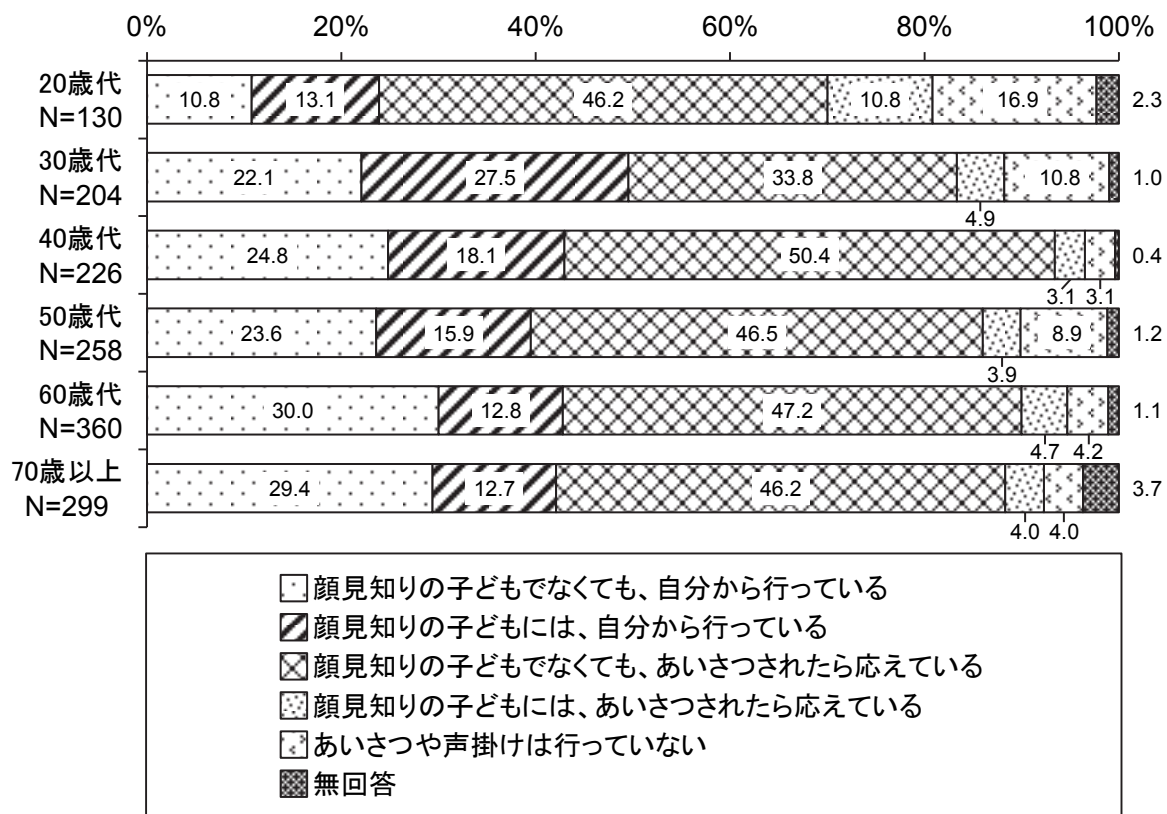 0% 20% 40% 60% 80% 100%
20歳代
N=130
10.8 13.1 46.2 10.8 16.9 2.3
30歳代
N=204
22.1 27.5 33.8 10.8 1.0
4.9
40歳代
N=226
24.8 18.1 50.4 0.4
3.1 3.1
50歳代
N=258
23.6 15.9 46.5 8.9 1.2
3.9
60歳代
N=360
30.0 12.8 47.2 1.1
4.7 4.2
70歳以上
N=299
29.4 12.7 46.2 3.7
4.0 4.0
顔見知りの子どもでなくても、自分から行っている
顔見知りの子どもには、自分から行っている
顔見知りの子どもでなくても、あいさつされたら応えている
顔見知りの子どもには、あいさつされたら応えている
あいさつや声掛けは行っていない
無回答